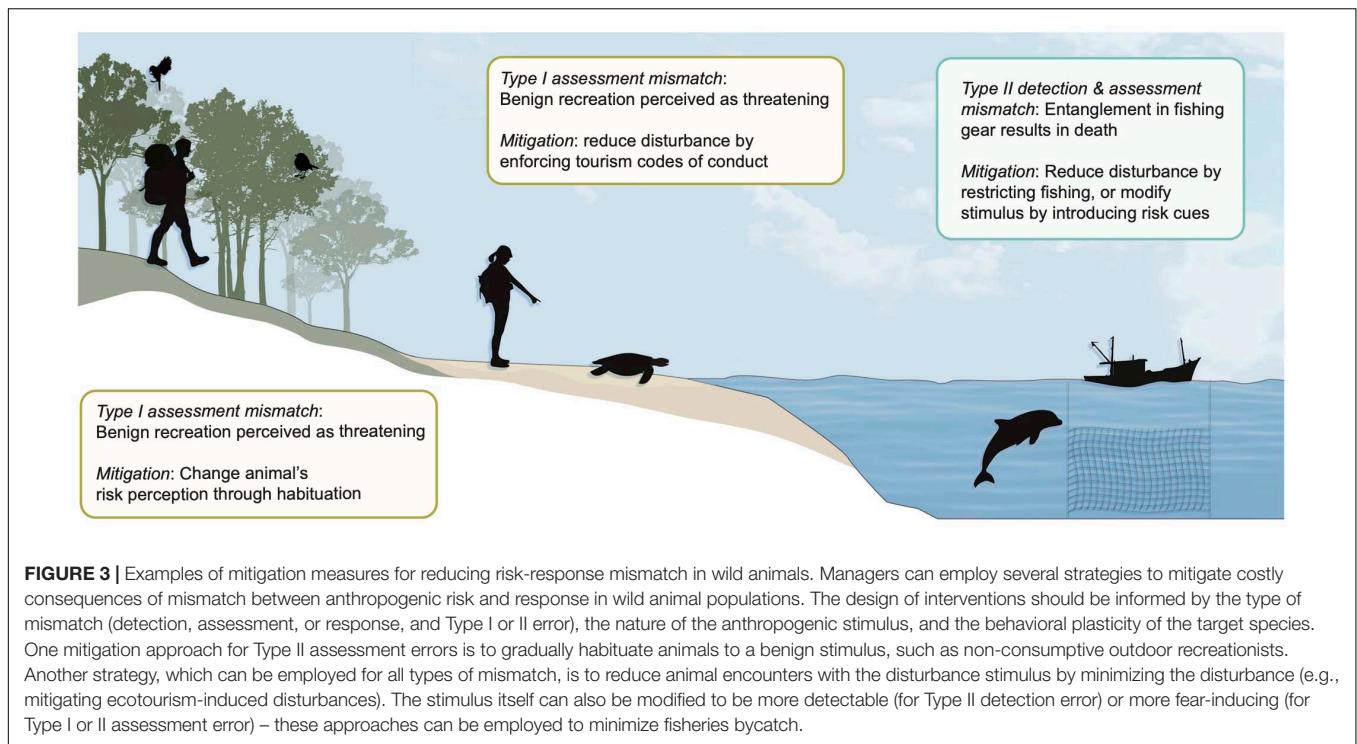 Type I assessment mismatch:
Benign recreation perceived as threatening
Mitigation: reduce disturbance by
enforcing tourism codes of conduct
Type II detection & assessment
mismatch: Entanglement in fishing
gear results in death
Mitigation: Reduce disturbance by
restricting fishing, or modify
stimulus by introducing risk cues
Type I assessment mismatch:
Benign recreation perceived as threatening
Mitigation: Change animal's
risk perception through habituation
FIGURE 3 | Examples of mitigation measures for reducing risk-response mismatch in wild animals. Managers can employ several strategies to mitigate costly
consequences of mismatch between anthropogenic risk and response in wild animal populations. The design of interventions should be informed by the type of
mismatch (detection, assessment, or response, and Type I or II error), the nature of the anthropogenic stimulus, and the behavioral plasticity of the target species.
One mitigation approach for Type II assessment errors is to gradually habituate animals to a benign stimulus, such as non-consumptive outdoor recreationists.
Another strategy, which can be employed for all types of mismatch, is to reduce animal encounters with the disturbance stimulus by minimizing the disturbance (e.g.,
mitigating ecotourism-induced disturbances). The stimulus itself can also be modified to be more detectable (for Type II detection error) or more fear-inducing (for
Type I or II assessment error) – these approaches can be employed to minimize fisheries bycatch.